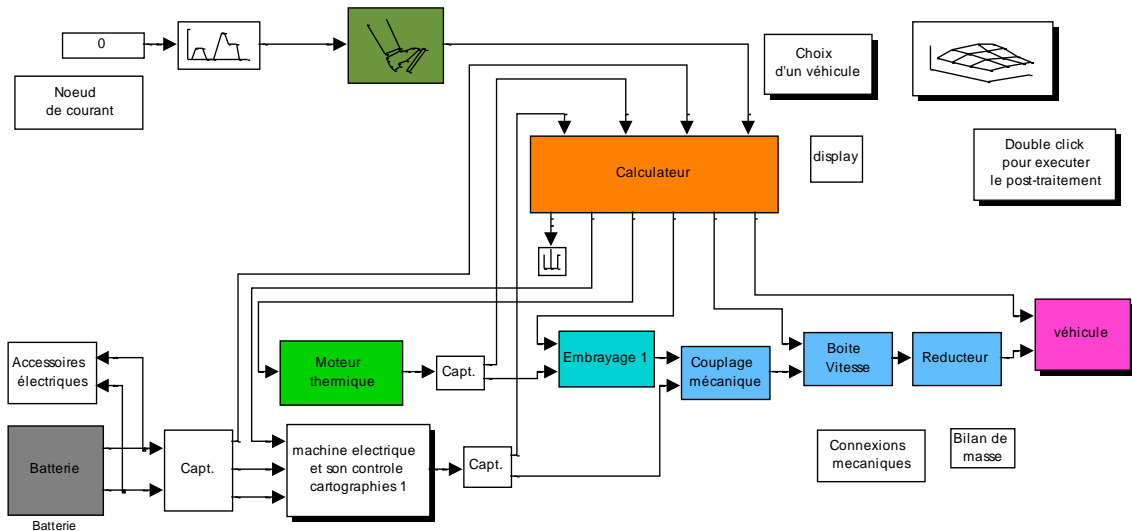 0
Noeud
de courant
Choix
d'un véhicule
Double click
pour executer
le post-traitement
display
Calculateur
Accessoires
électriques
Moteur
thermique
Capt.
Embrayage 1
Couplage
mécanique
Boite
Vitesse
Reducteur
véhicule
Batterie
Batterie
Capt.
machine electrique
et son controle
cartographies 1
Capt.
Connexions
mecaniques
Bilan de
masse